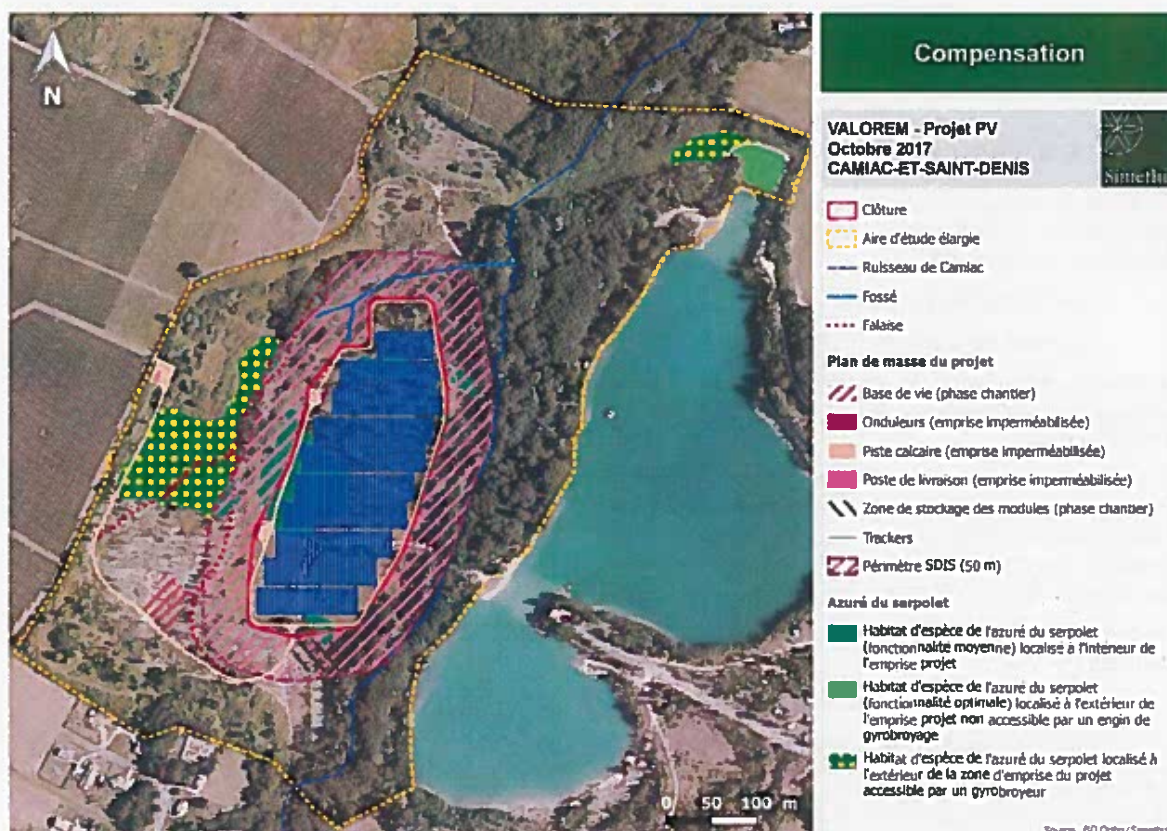 N
0 50 100 m
Compensation
VALOREM - Projet PV
Octobre 2017
CAMIAC-ET-SAINT-DENIS
Simethis
Clôture
Aire d'étude élargie
Ruisseau de Camiac
Fossé
Falaise
Plan de masse du projet
Base de vie (phase chantier)
Onduleurs (emprise imperméabilisée)
Piste calcaire (emprise imperméabilisée)
Poste de livraison (emprise imperméabilisée)
Zone de stockage des modules (phase chantier)
Trackers
Périmètre SDIS (50 m)
Azuré du serpolet
Habitat d'espèce de l'azuré du serpolet
(fonctionnalité moyenne) localisé à l'intérieur de
l'emprise projet
Habitat d'espèce de l'azuré du serpolet
(fonctionnalité optimale) localisé à l'extérieur de
l'emprise projet non accessible par un engin de
gyrobroyage
Habitat d'espèce de l'azuré du serpolet localisé à
l'extérieur de la zone d'emprise du projet
accessible par un gyrobroyeur
Source : BD Ortho